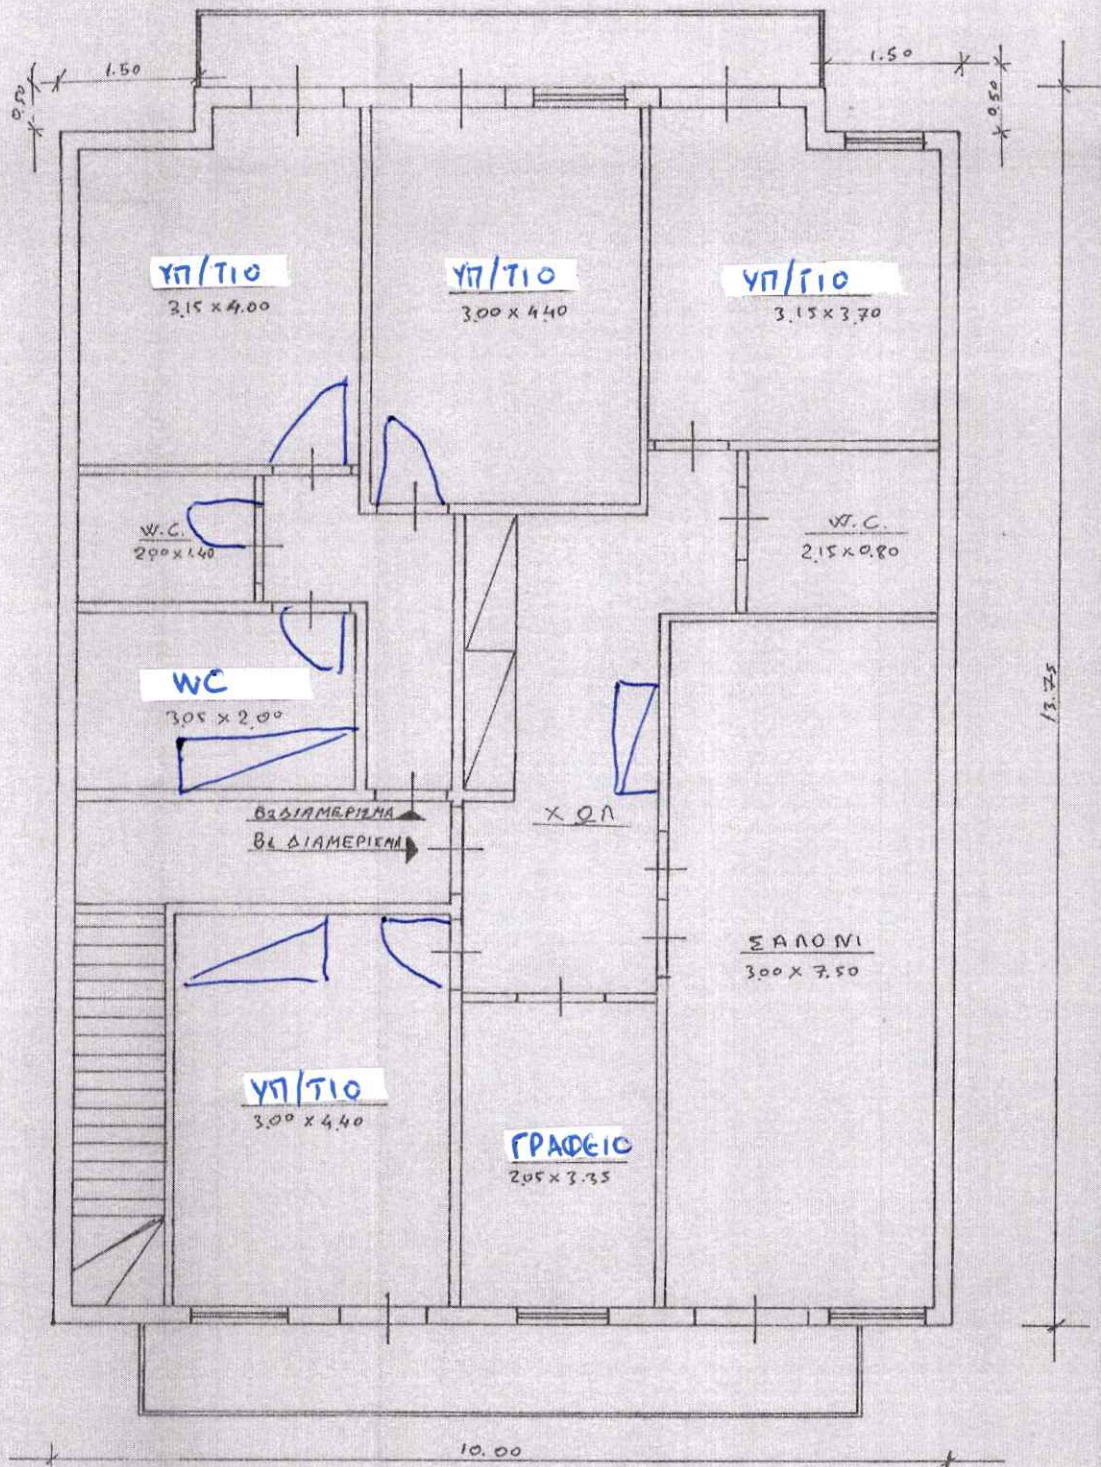 1.50
1.50
0.50
0.50
ΥΠ/ΤΙΟ
3.15 x 4.00
ΥΠ/ΤΙΟ
3.00 x 4.40
ΥΠ/ΤΙΟ
3.15 x 3.70
W.C.
2.00 x 1.40
W.C.
2.15 x 0.80
WC
3.05 x 2.00
13.75
Β2 ΔΙΑΜΕΡΙΣΜΑ
Β1 ΔΙΑΜΕΡΙΣΜΑ
ΧΩΛ
ΣΑΛΟΝΙ
3.00 x 7.50
ΥΠ/ΤΙΟ
3.00 x 4.40
ΓΡΑΦΕΙΟ
2.05 x 3.35
10.00